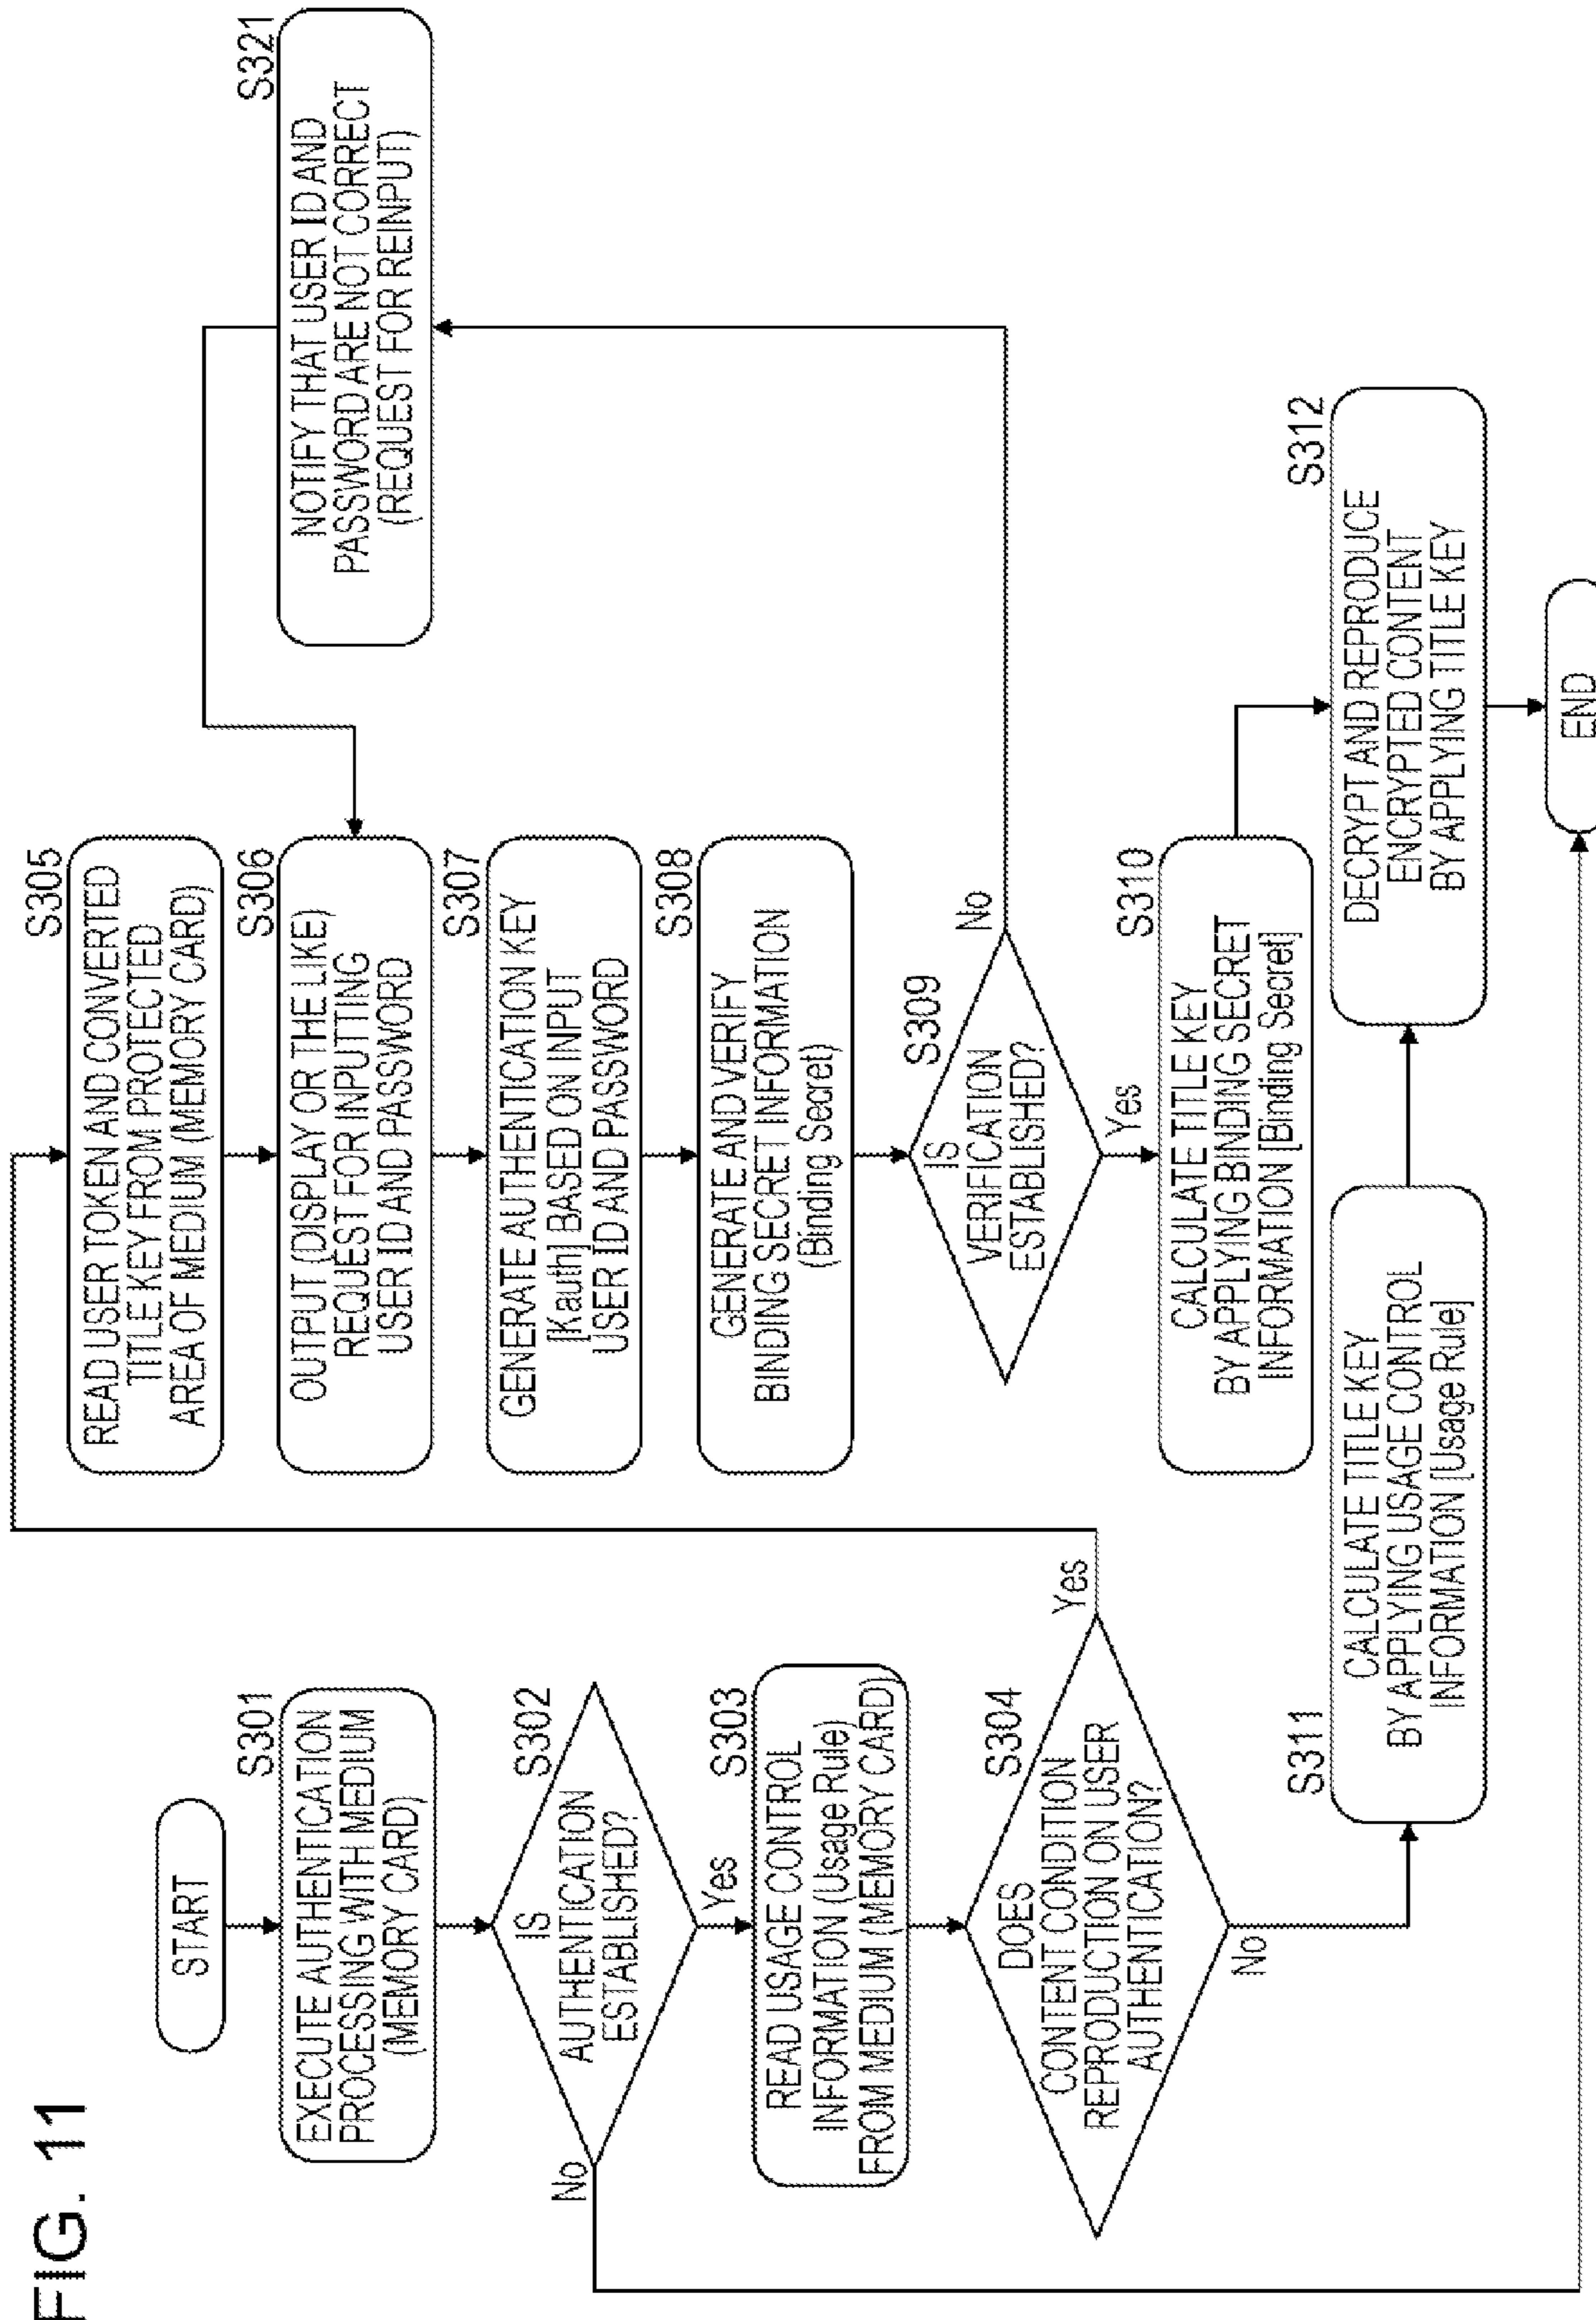 FIG. 11
START
S301
EXECUTE AUTHENTICATION
PROCESSING WITH MEDIUM
(MEMORY CARD)
S302
IS
AUTHENTICATION
ESTABLISHED?
No
Yes
S303
READ USAGE CONTROL
INFORMATION (Usage Rule)
FROM MEDIUM (MEMORY CARD)
S304
DOES
CONTENT CONDITION
REPRODUCTION ON USER
AUTHENTICATION?
Yes
No
S305
READ USER TOKEN AND CONVERTED
TITLE KEY FROM PROTECTED
AREA OF MEDIUM (MEMORY CARD)
S306
OUTPUT (DISPLAY OR THE LIKE)
REQUEST FOR INPUTTING
USER ID AND PASSWORD
S307
GENERATE AUTHENTICATION KEY
[Kauth] BASED ON INPUT
USER ID AND PASSWORD
S308
GENERATE AND VERIFY
BINDING SECRET INFORMATION
(Binding Secret)
S309
IS
VERIFICATION
ESTABLISHED?
No
Yes
S310
CALCULATE TITLE KEY
BY APPLYING BINDING SECRET
INFORMATION [Binding Secret]
S311
CALCULATE TITLE KEY
BY APPLYING USAGE CONTROL
INFORMATION [Usage Rule]
S321
NOTIFY THAT USER ID AND
PASSWORD ARE NOT CORRECT
(REQUEST FOR REINPUT)
S312
DECRYPT AND REPRODUCE
ENCRYPTED CONTENT
BY APPLYING TITLE KEY
END